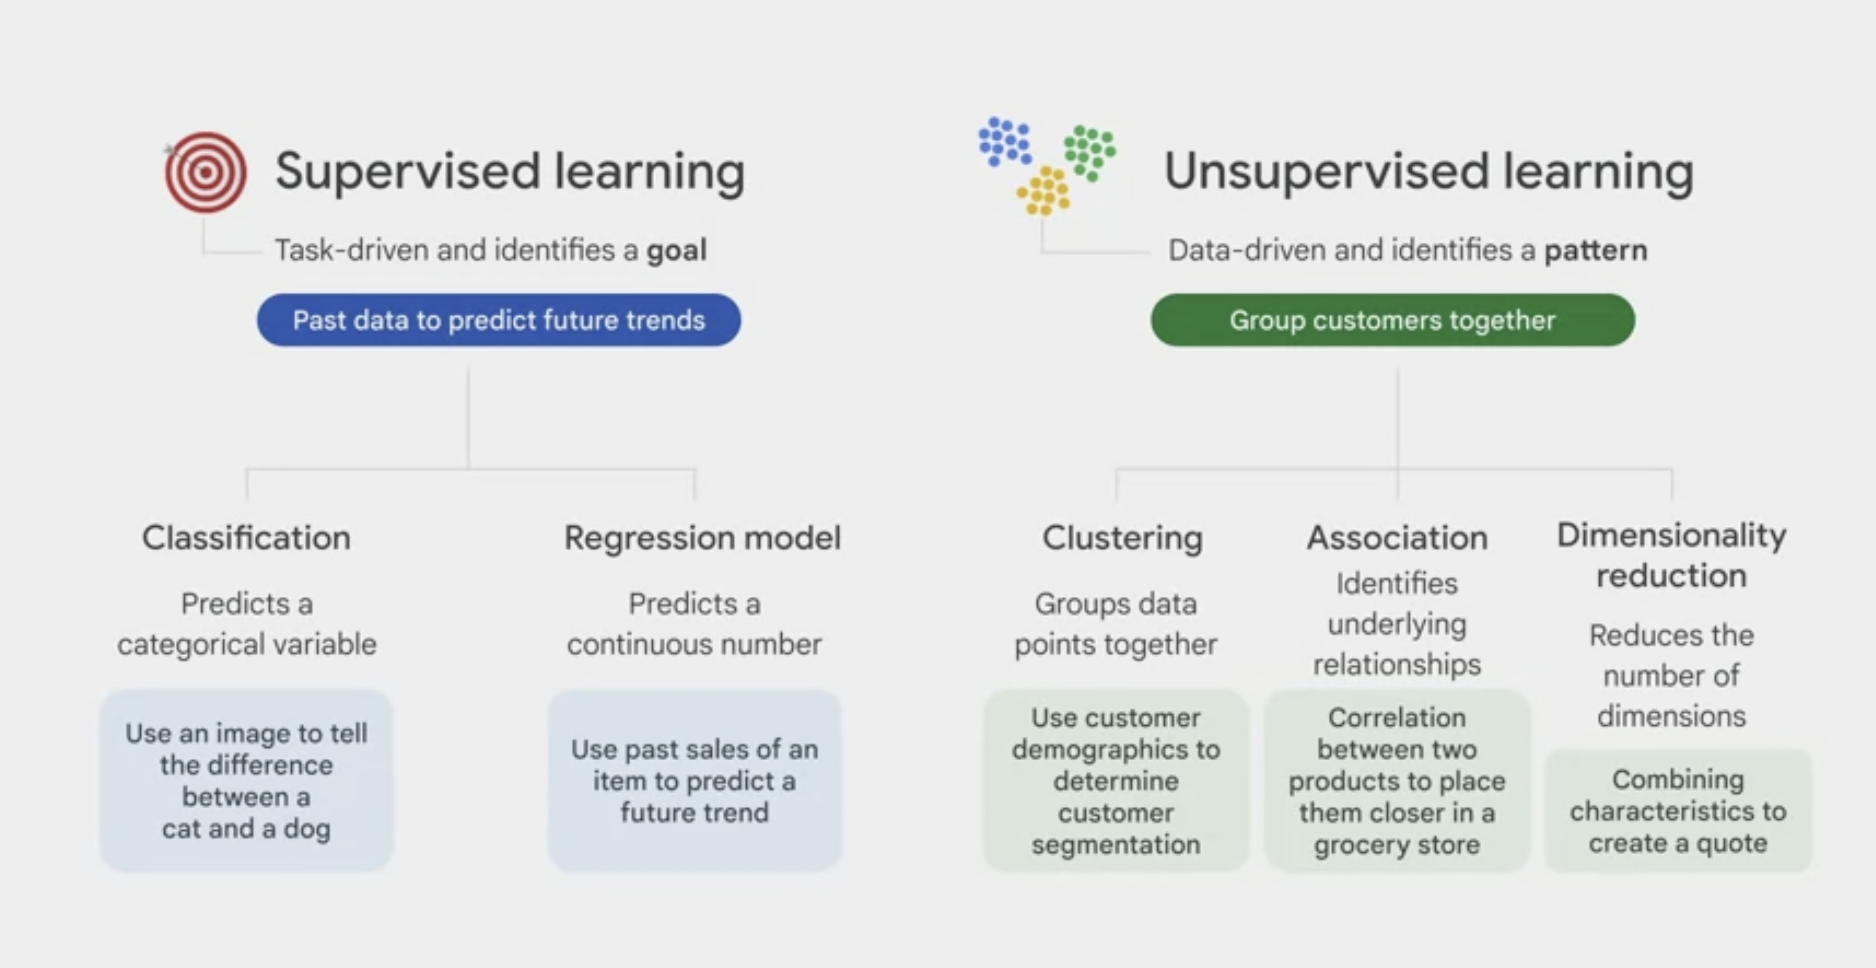 Supervised learning
Task-driven and identifies a goal
Past data to predict future trends
Classification
Predicts a
categorical variable
Use an image to tell
the difference
between a
cat and a dog
Regression model
Predicts a
continuous number
Use past sales of an
item to predict a
future trend
Unsupervised learning
Data-driven and identifies a pattern
Group customers together
Clustering
Groups data
points together
Use customer
demographics to
determine
customer
segmentation
Association
Identifies
underlying
relationships
Correlation
between two
products to place
them closer in a
grocery store
Dimensionality
reduction
Reduces the
number of
dimensions
Combining
characteristics to
create a quote